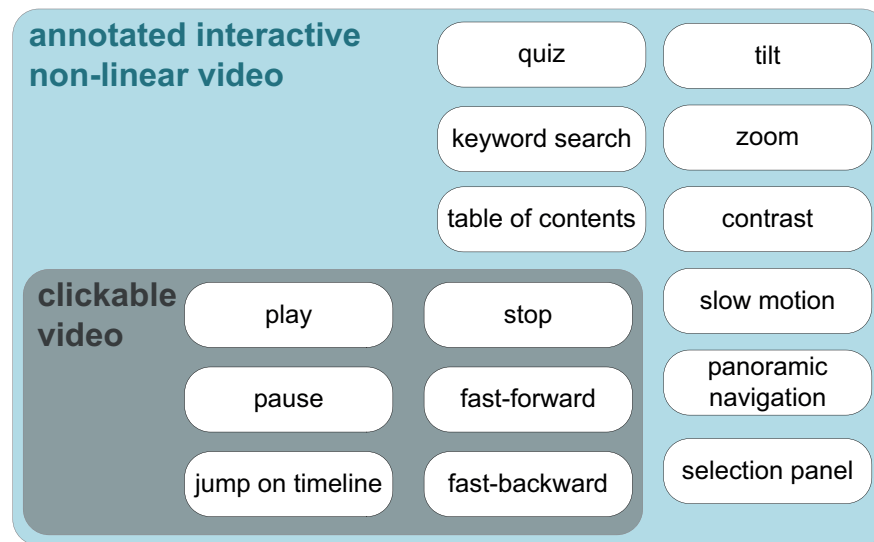 annotated interactive
non-linear video
quiz
tilt
keyword search
zoom
table of contents
contrast
clickable
video
play
stop
slow motion
pause
fast-forward
panoramic
navigation
jump on timeline
fast-backward
selection panel